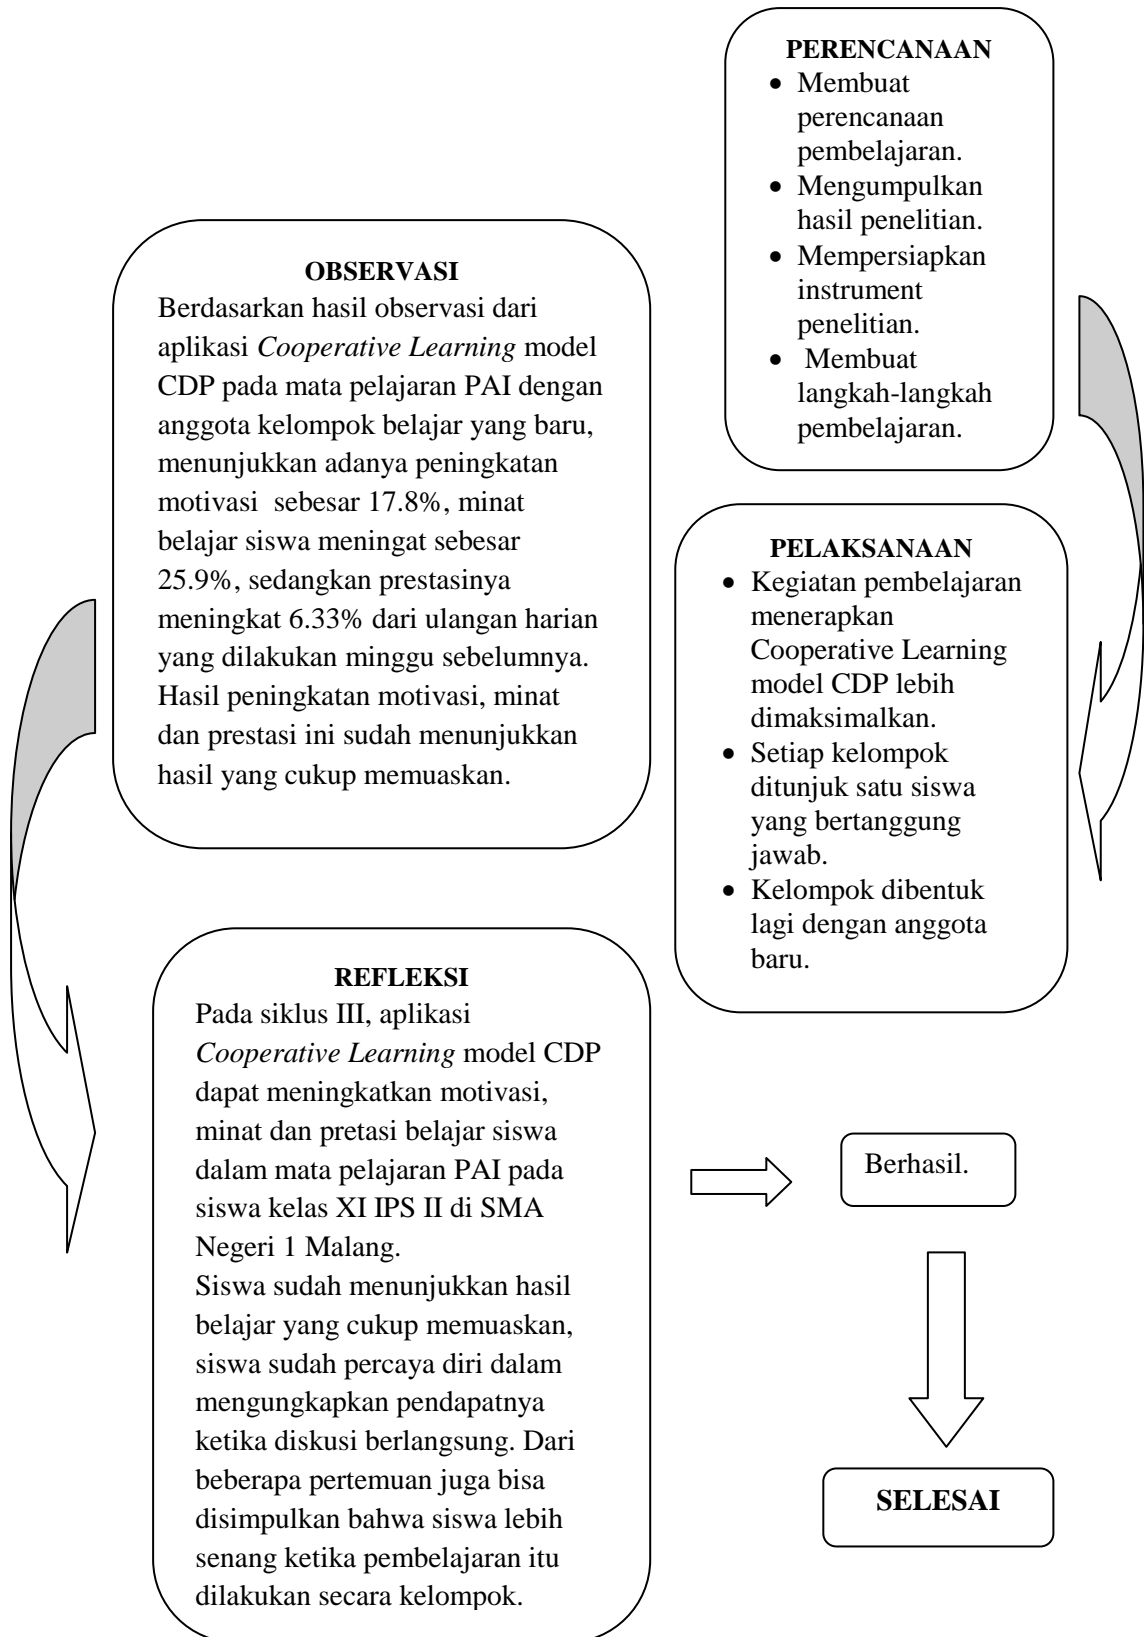 PERENCANAAN
• Membuat
perencanaan
pembelajaran.
• Mengumpulkan
hasil penelitian.
• Mempersiapkan
instrument
penelitian.
• Membuat
langkah-langkah
pembelajaran.
PELAKSANAAN
• Kegiatan pembelajaran
menerapkan
Cooperative Learning
model CDP lebih
dimaksimalkan.
• Setiap kelompok
ditunjuk satu siswa
yang bertanggung
jawab.
• Kelompok dibentuk
lagi dengan anggota
baru.
OBSERVASI
Berdasarkan hasil observasi dari
aplikasi Cooperative Learning model
CDP pada mata pelajaran PAI dengan
anggota kelompok belajar yang baru,
menunjukkan adanya peningkatan
motivasi sebesar 17.8%, minat
belajar siswa meningat sebesar
25.9%, sedangkan prestasinya
meningkat 6.33% dari ulangan harian
yang dilakukan minggu sebelumnya.
Hasil peningkatan motivasi, minat
dan prestasi ini sudah menunjukkan
hasil yang cukup memuaskan.
REFLEKSI
Pada siklus III, aplikasi
Cooperative Learning model CDP
dapat meningkatkan motivasi,
minat dan pretasi belajar siswa
dalam mata pelajaran PAI pada
siswa kelas XI IPS II di SMA
Negeri 1 Malang.
Siswa sudah menunjukkan hasil
belajar yang cukup memuaskan,
siswa sudah percaya diri dalam
mengungkapkan pendapatnya
ketika diskusi berlangsung. Dari
beberapa pertemuan juga bisa
disimpulkan bahwa siswa lebih
senang ketika pembelajaran itu
dilakukan secara kelompok.
Berhasil.
SELESAI